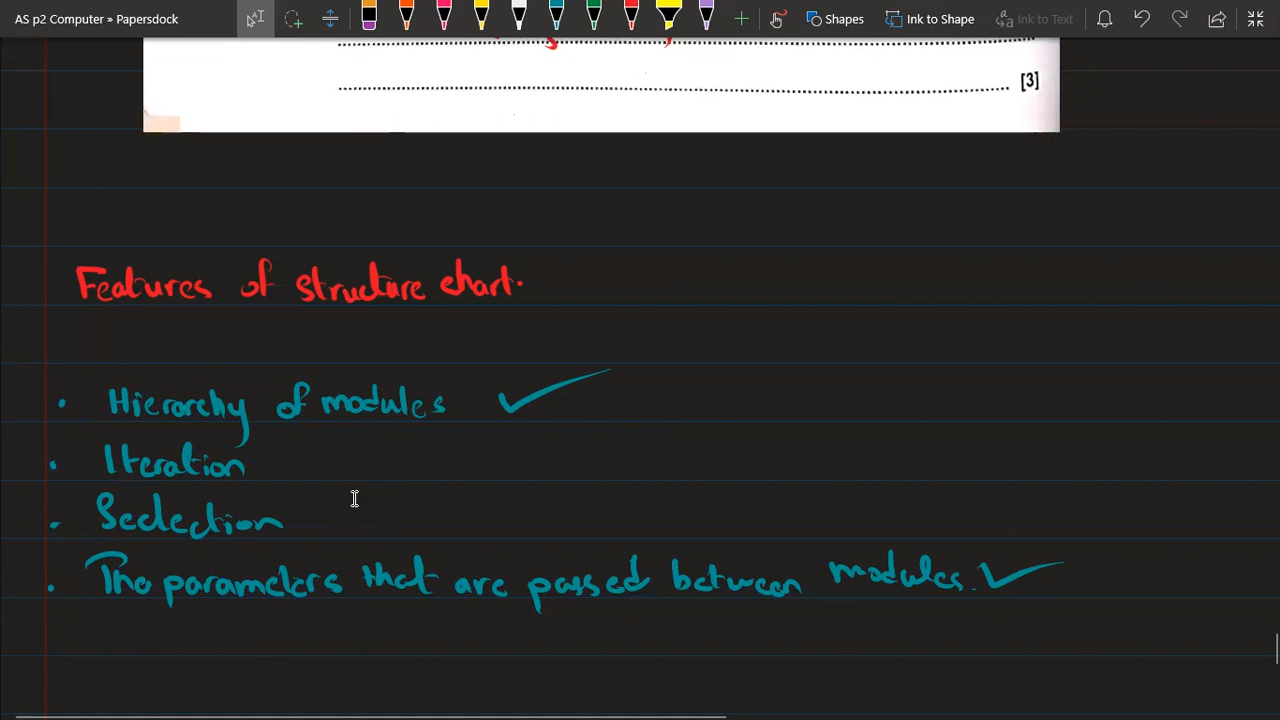 AS p2 Computer » Papersdock
Shapes
Ink to Shape
Ink to Text
[3]
Features of structure chart.
• Hierarchy of modules ✓
• Iteration
• Seclection
• The parameters that are passed between modules. ✓